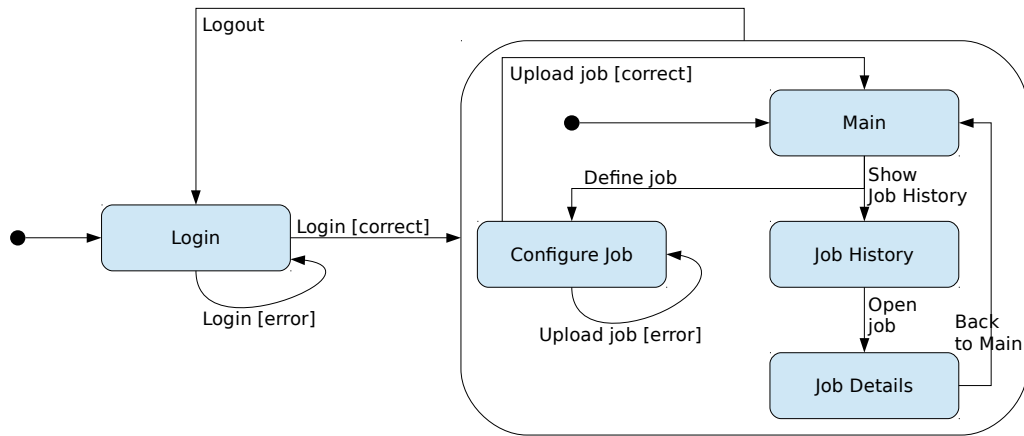 Logout
Upload job [correct]
Main
Define job
Show
Job History
Login
Login [correct]
Configure Job
Job History
Login [error]
Upload job [error]
Open
job
Back
to Main
Job Details